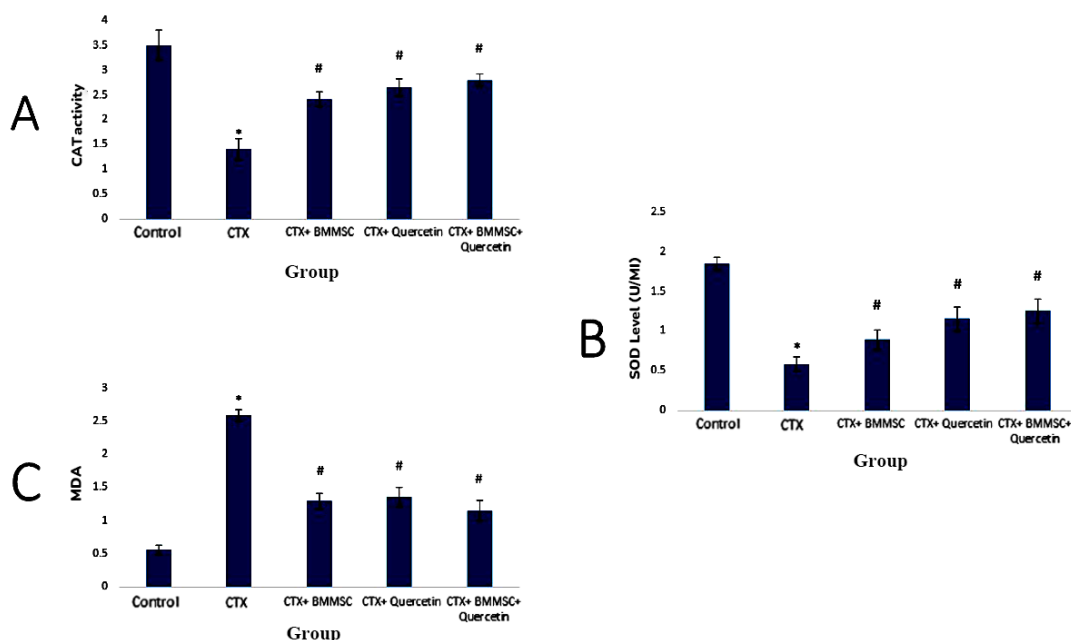 A
CAT activity
4
3.5
3
2.5
2
1.5
1
0.5
0
*
#
#
#
Control
CTX
CTX+ BMMSC
CTX+ Quercetin
CTX+ BMMSC+
Quercetin
Group
B
SOD Level (U/Ml)
2.5
2
1.5
1
0.5
0
*
#
#
#
Control
CTX
CTX+ BMMSC
CTX+ Quercetin
CTX+ BMMSC+
Quercetin
Group
C
MDA
3
2.5
2
1.5
1
0.5
0
*
#
#
#
Control
CTX
CTX+ BMMSC
CTX+ Quercetin
CTX+ BMMSC+
Quercetin
Group